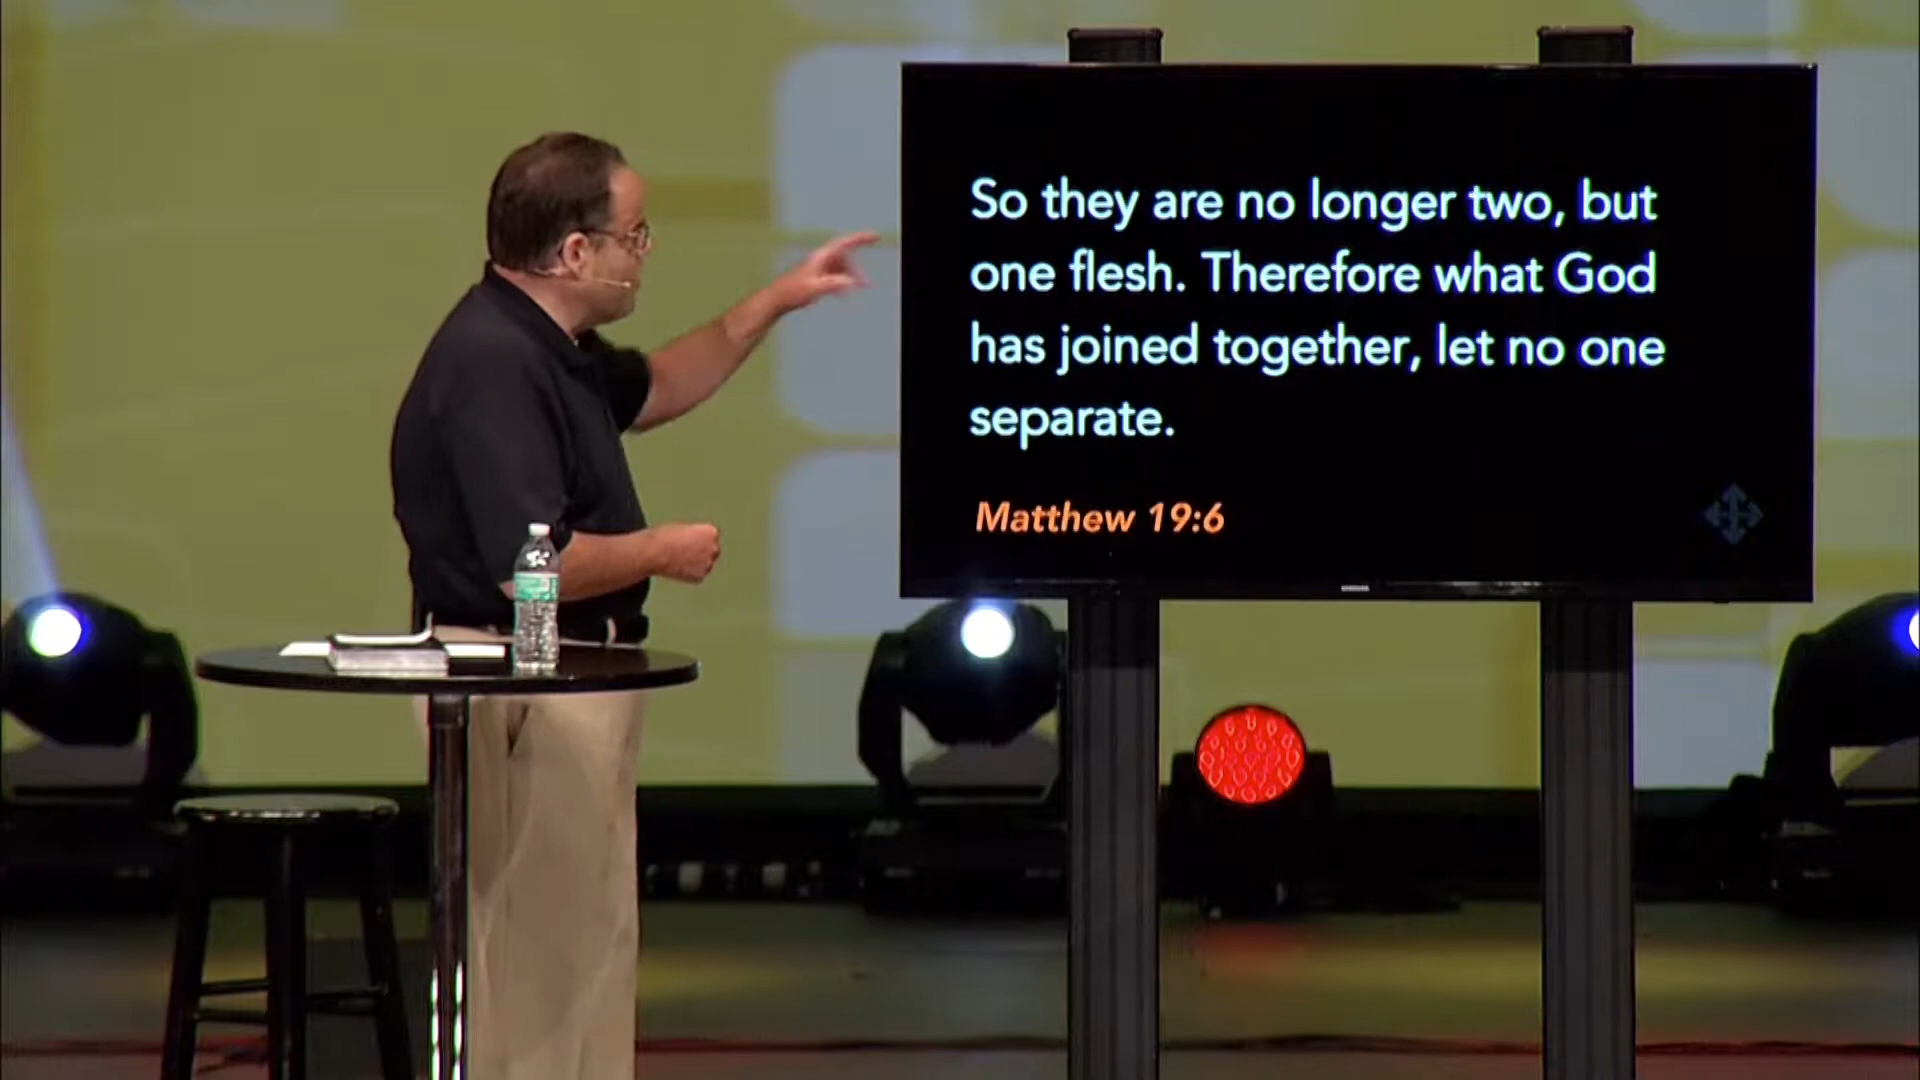 So they are no longer two, but
one flesh. Therefore what God
has joined together, let no one
separate.
Matthew 19:6